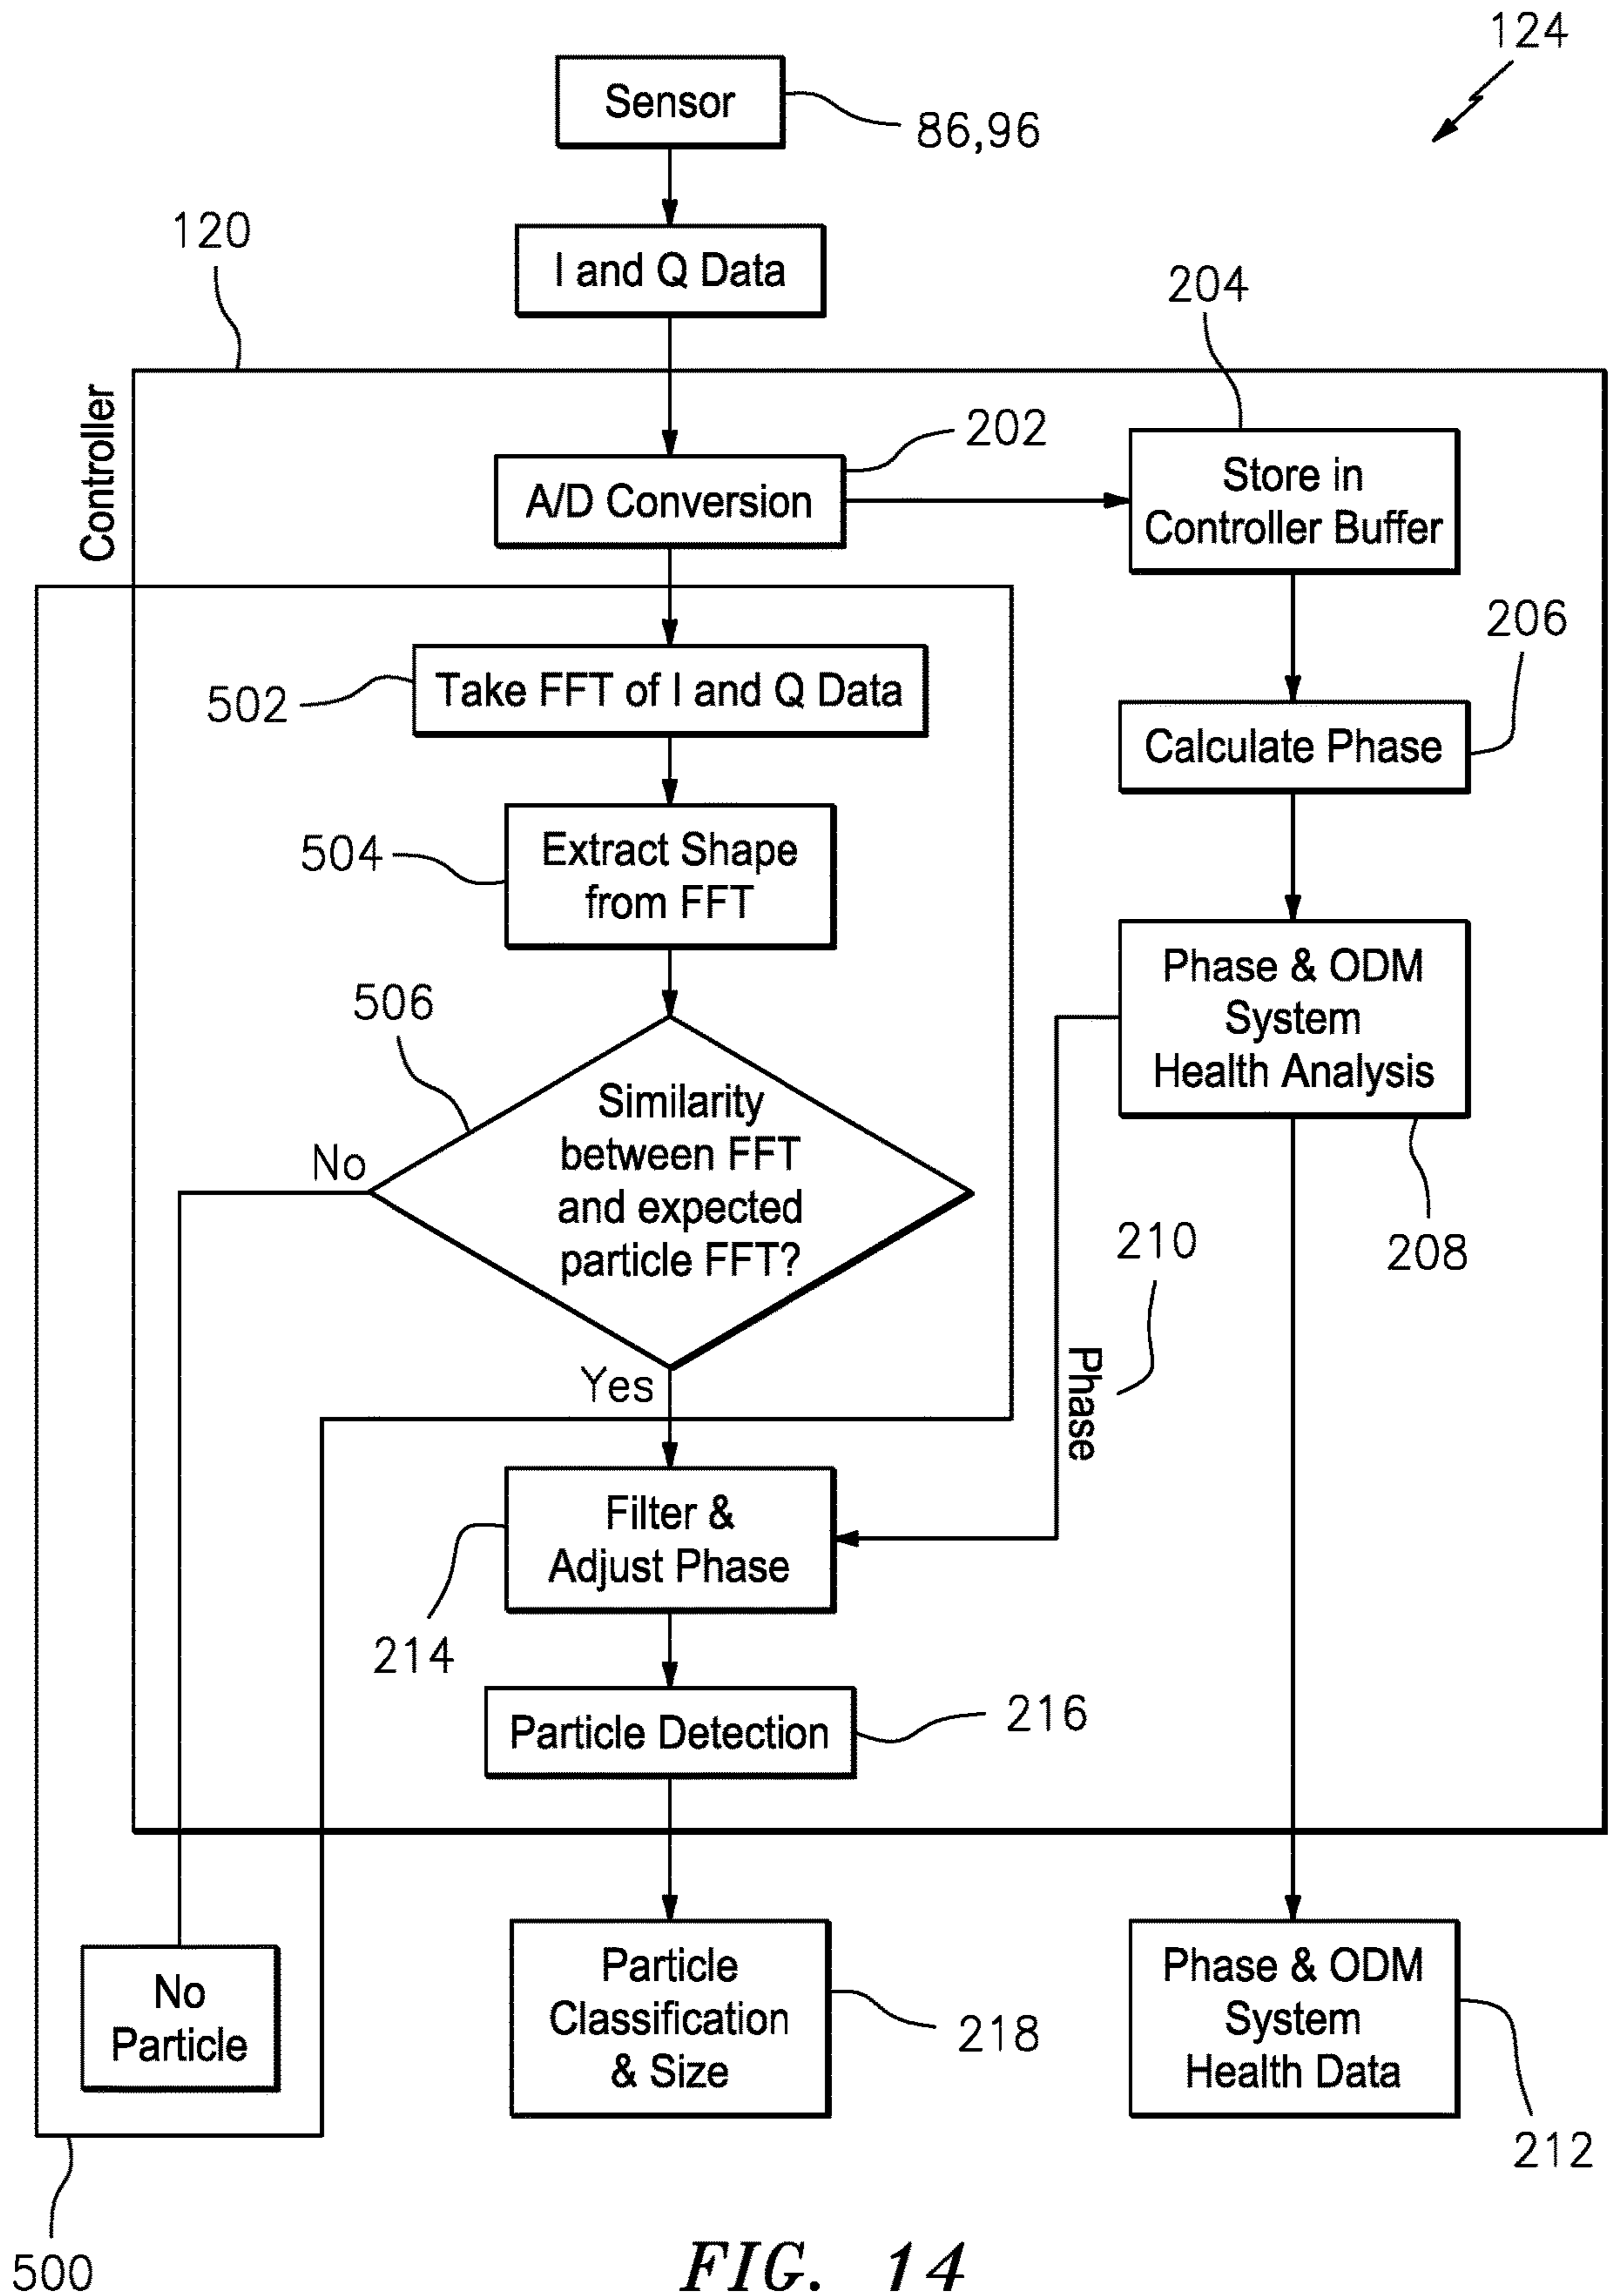 124
Sensor
86,96
120
I and Q Data
204
Controller
202
A/D Conversion
Store in
Controller Buffer
206
502
Take FFT of I and Q Data
Calculate Phase
504
Extract Shape
from FFT
Phase & ODM
System
Health Analysis
506
208
No
Similarity
between FFT
and expected
particle FFT?
210
Phase
Yes
Filter &
Adjust Phase
214
Particle Detection
216
No
Particle
Particle
Classification
& Size
218
Phase & ODM
System
Health Data
212
500
FIG. 14